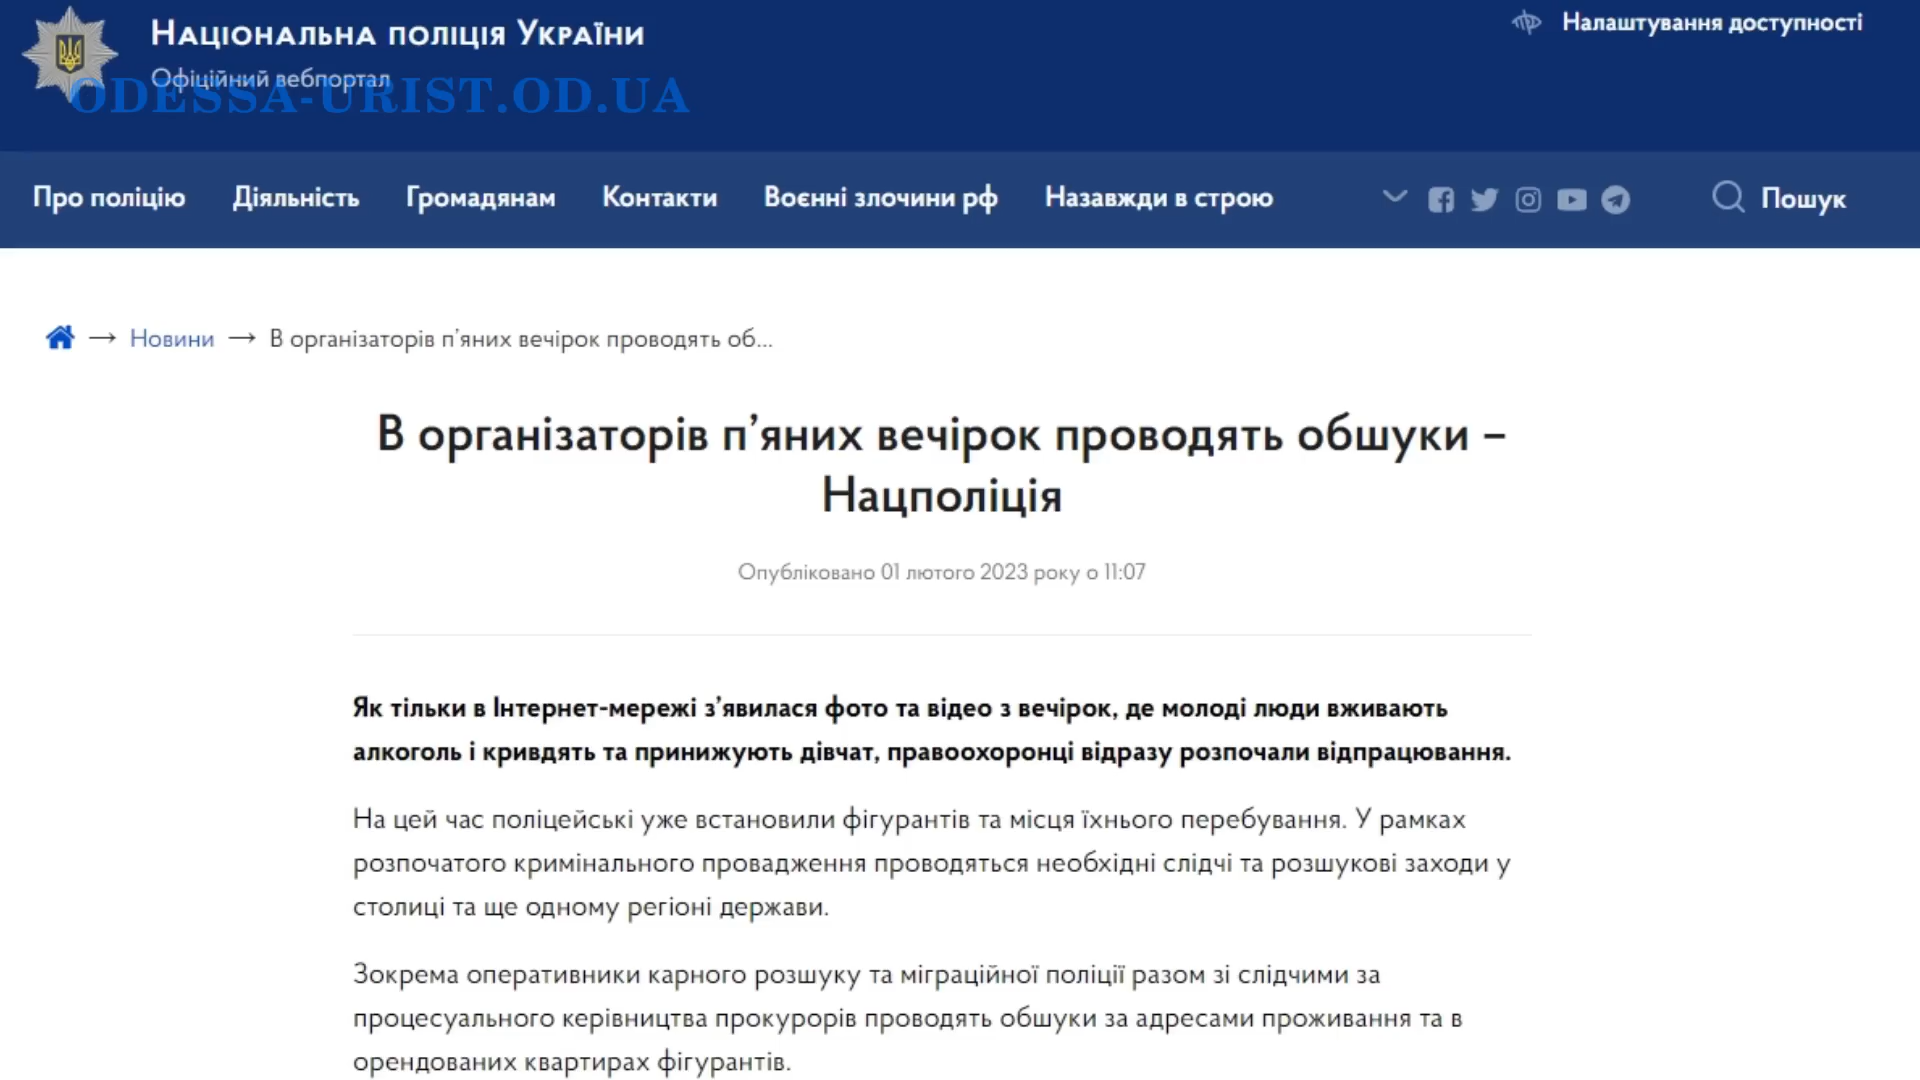 Національна поліція України
Офіційний вебпортал
ODESSA-URIST.OD.UA
Налаштування доступності
Про поліцію Діяльність Громадянам Контакти Воєнні злочини рф Назавжди в строю Пошук
Новини → В організаторів п’яних вечірок проводять об...
В організаторів п’яних вечірок проводять обшуки –
Нацполіція
Опубліковано 01 лютого 2023 року о 11:07
Як тільки в Інтернет-мережі з’явилася фото та відео з вечірок, де молоді люди вживають
алкоголь і кривдять та принижують дівчат, правоохоронці відразу розпочали відпрацювання.
На цей час поліцейські уже встановили фігурантів та місця їхнього перебування. У рамках
розпочатого кримінального провадження проводяться необхідні слідчі та розшукові заходи у
столиці та ще одному регіоні держави.
Зокрема оперативники карного розшуку та міграційної поліції разом зі слідчими за
процесуального керівництва прокурорів проводять обшуки за адресами проживання та в
орендованих квартирах фігурантів.